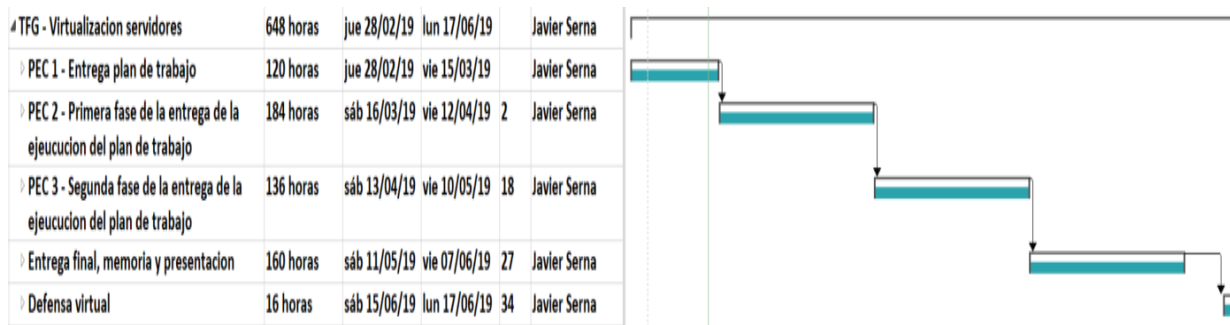 TFG - Virtualizacion servidores 648 horas jue 28/02/19 lun 17/06/19 Javier Serna
PEC 1 - Entrega plan de trabajo 120 horas jue 28/02/19 vie 15/03/19 Javier Serna
PEC 2 - Primera fase de la entrega de la 184 horas sáb 16/03/19 vie 12/04/19 2 Javier Serna
ejeucucion del plan de trabajo
PEC 3 - Segunda fase de la entrega de la 136 horas sáb 13/04/19 vie 10/05/19 18 Javier Serna
ejeucucion del plan de trabajo
Entrega final, memoria y presentacion 160 horas sáb 11/05/19 vie 07/06/19 27 Javier Serna
Defensa virtual 16 horas sáb 15/06/19 lun 17/06/19 34 Javier Serna